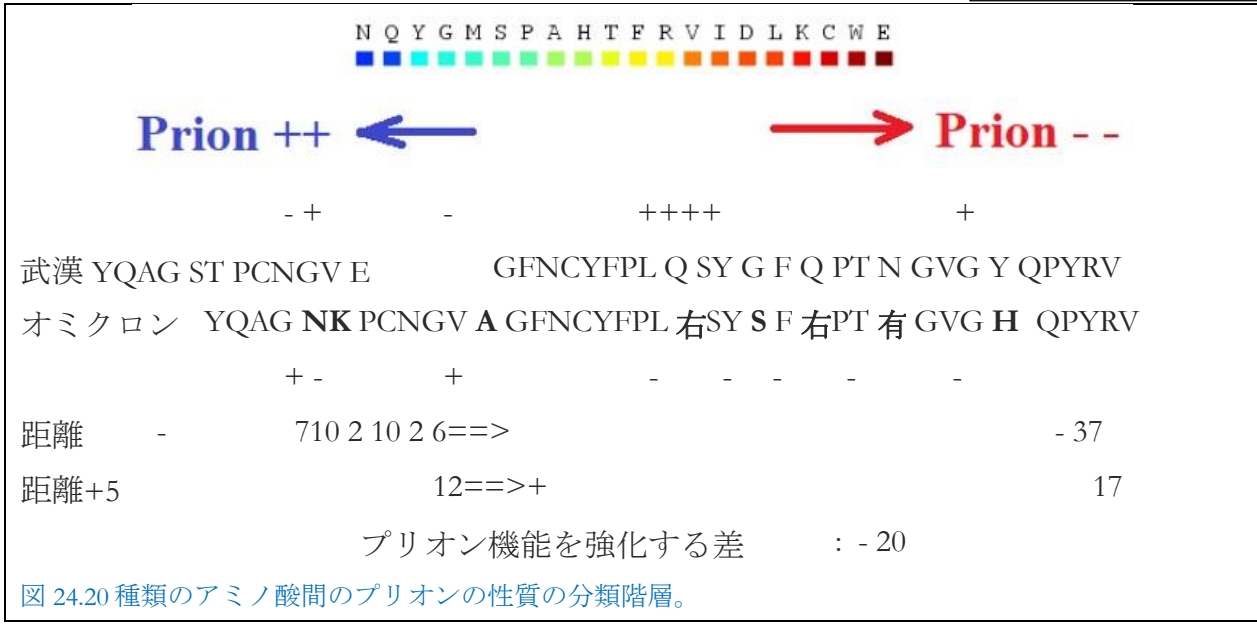 N Q Y G M S P A H T F R V I D L K C W E
Prion ++ Prion - -
- + - ++++ +
武漢 YQAG ST PCNGV E GFNCYFPL Q SY G F Q PT N GVG Y QPYRV
オミクロン YQAG NK PCNGV A GFNCYFPL 右SY S F 右PT 有 GVG H QPYRV
+ - + - - - - -
距離 - 710 2 10 2 6==> - 37
距離+5 12==>+ 17
プリオン機能を強化する差 : - 20
図 24.20 種類のアミノ酸間のプリオンの性質の分類階層。